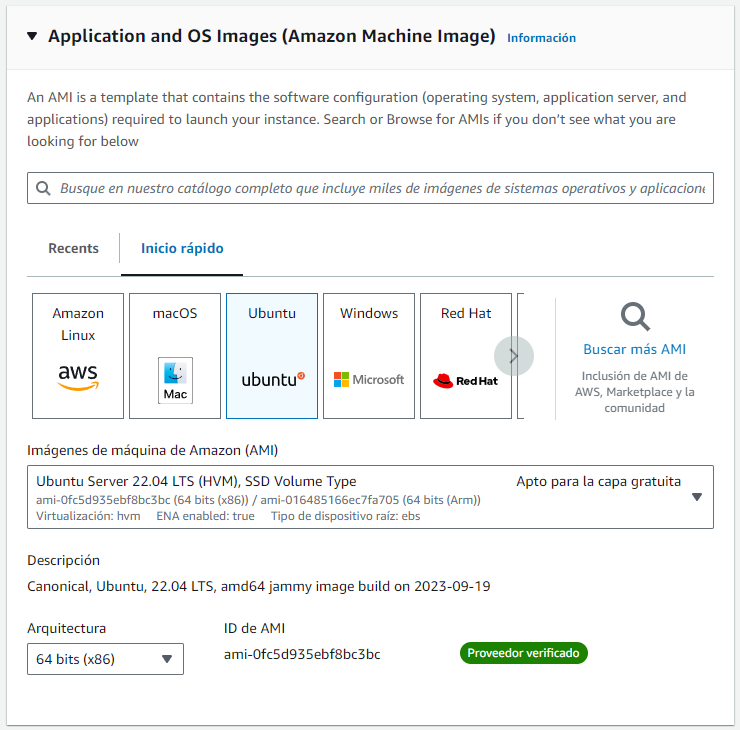 Application and OS Images (Amazon Machine Image) Información
An AMI is a template that contains the software configuration (operating system, application server, and
applications) required to launch your instance. Search or Browse for AMIs if you don't see what you are
looking for below
Busque en nuestro catálogo completo que incluye miles de imágenes de sistemas operativos y aplicacione
Recents
Inicio rápido
Amazon
Linux
aws
macOS
Mac
Ubuntu
ubuntu
Windows
Microsoft
Red Hat
Red Hat
Buscar más AMI
Inclusión de AMI de
AWS, Marketplace y la
comunidad
Imágenes de máquina de Amazon (AMI)
Ubuntu Server 22.04 LTS (HVM), SSD Volume Type
Apto para la capa gratuita
ami-0fc5d935ebf8bc3bc (64 bits (x86)) / ami-016485166ec7fa705 (64 bits (Arm))
Virtualización: hvm ENA enabled: true Tipo de dispositivo raíz: ebs
Descripción
Canonical, Ubuntu, 22.04 LTS, amd64 jammy image build on 2023-09-19
Arquitectura
64 bits (x86)
ID de AMI
ami-0fc5d935ebf8bc3bc
Proveedor verificado